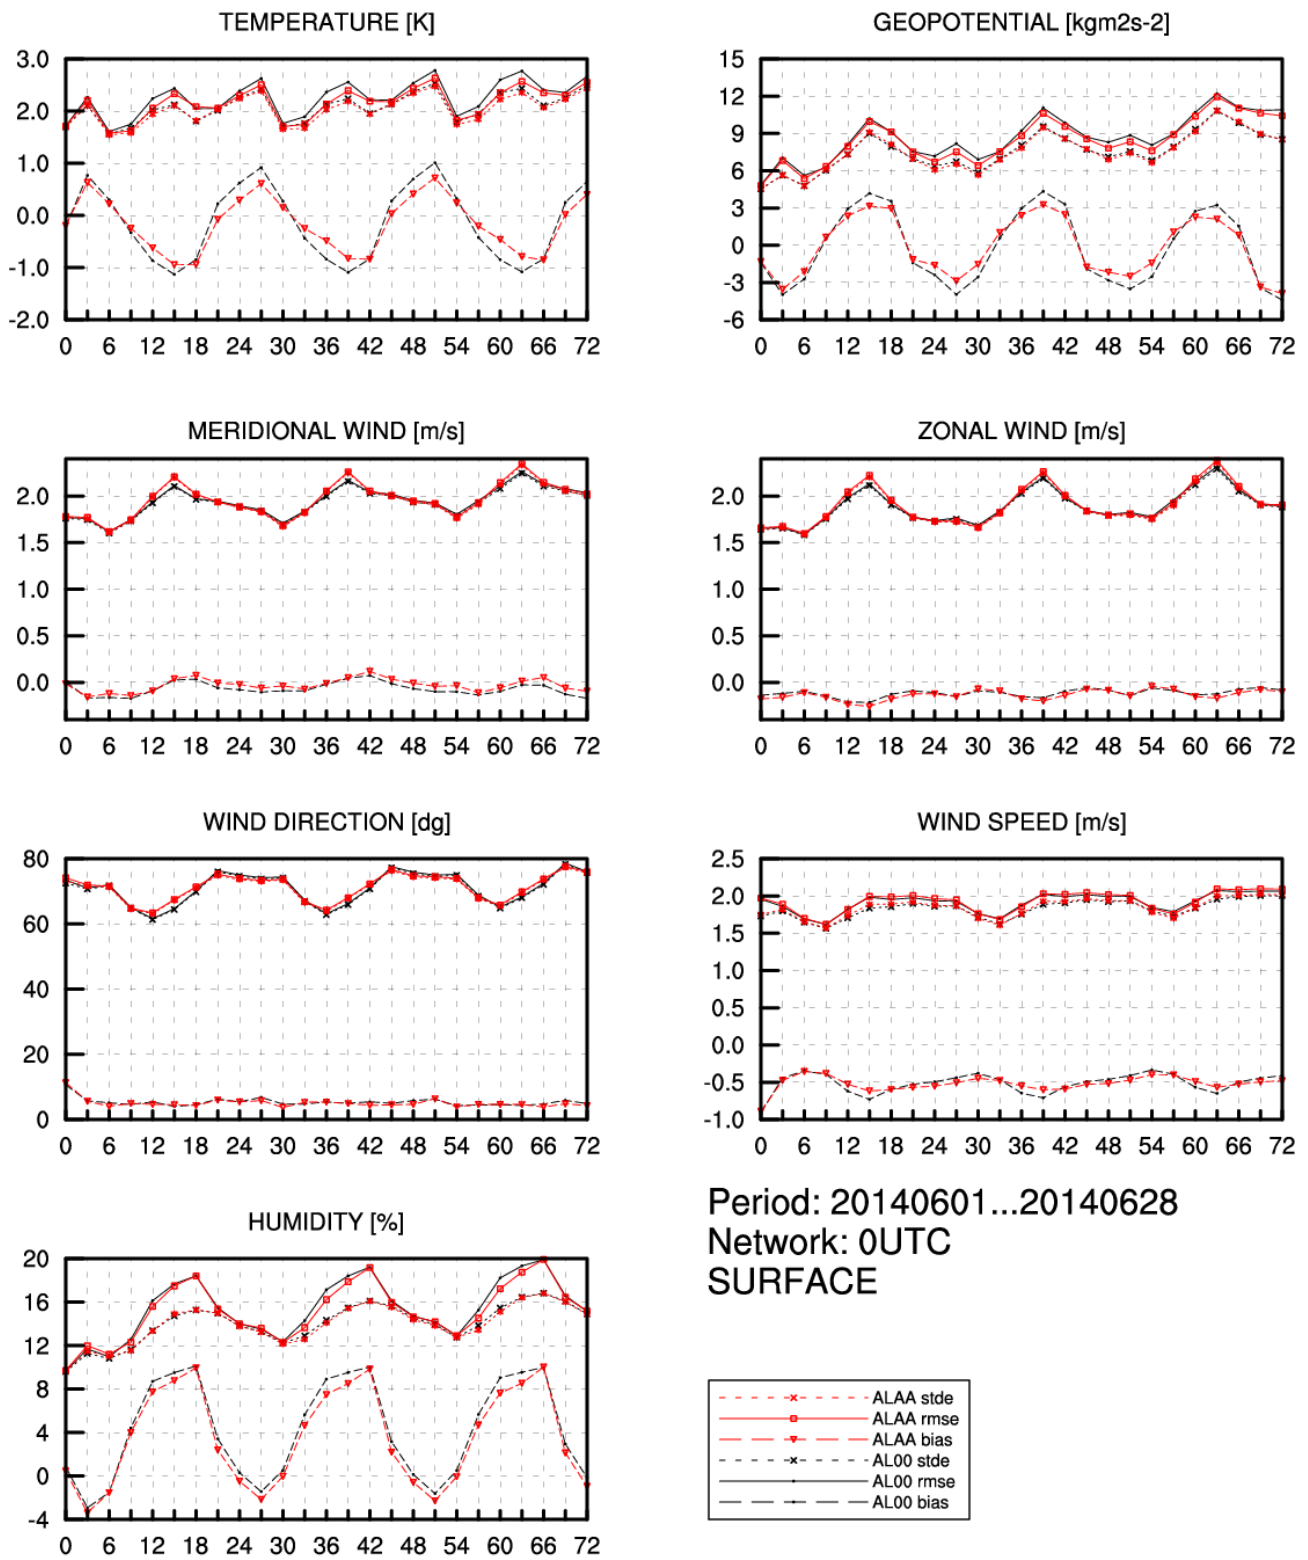 TEMPERATURE [K]
3.0
2.0
1.0
0.0
-1.0
-2.0
0 6 12 18 24 30 36 42 48 54 60 66 72
GEOPOTENTIAL [kgm2s-2]
15
12
9
6
3
0
-3
-6
0 6 12 18 24 30 36 42 48 54 60 66 72
MERIDIONAL WIND [m/s]
2.0
1.5
1.0
0.5
0.0
0 6 12 18 24 30 36 42 48 54 60 66 72
ZONAL WIND [m/s]
2.0
1.5
1.0
0.5
0.0
0 6 12 18 24 30 36 42 48 54 60 66 72
WIND DIRECTION [dg]
80
60
40
20
0
0 6 12 18 24 30 36 42 48 54 60 66 72
WIND SPEED [m/s]
2.5
2.0
1.5
1.0
0.5
0.0
-0.5
-1.0
0 6 12 18 24 30 36 42 48 54 60 66 72
HUMIDITY [%]
20
16
12
8
4
0
-4
0 6 12 18 24 30 36 42 48 54 60 66 72
Period: 20140601...20140628
Network: 0UTC
SURFACE
ALAA stde
ALAA rmse
ALAA bias
AL00 stde
AL00 rmse
AL00 bias